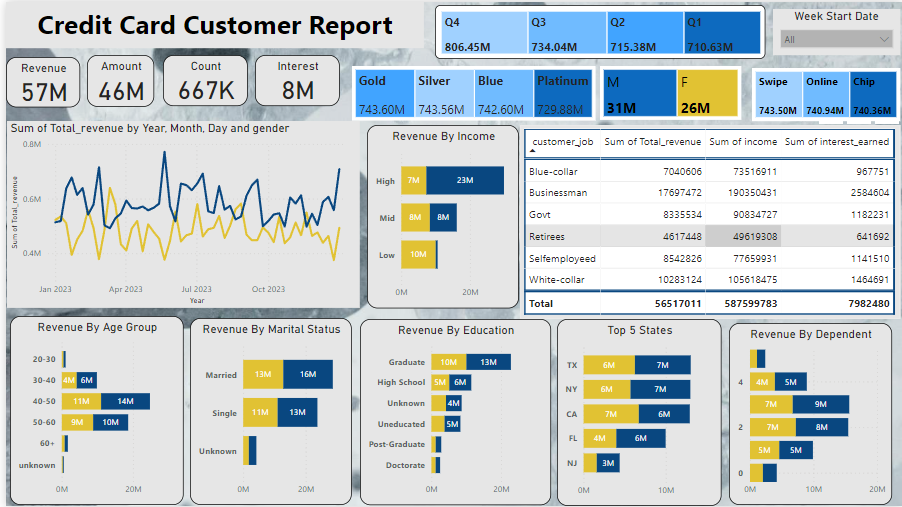 Credit Card Customer Report
Q4 Q3 Q2 Q1
806.45M 734.04M 715.38M 710.63M
Week Start Date
All
Revenue
57M
Amount
46M
Count
667K
Interest
8M
Gold Silver Blue Platinum
743.60M 743.56M 742.60M 729.88M
M F
31M 26M
Swipe Online Chip
743.50M 740.94M 740.36M
Sum of Total_revenue by Year, Month, Day and gender
Sum of Total_revenue
0.8M
0.6M
0.4M
Jan 2023 Apr 2023 Jul 2023 Oct 2023
Year
Revenue By Income
High 7M 23M
Mid 8M 8M
Low 10M
0M 20M
customer_job Sum of Total_revenue Sum of income Sum of interest_earned
Blue-collar 7040606 73516911 967751
Businessman 17697472 190350431 2584604
Govt 8335534 90834727 1182231
Retirees 4617448 49619308 641692
Selfemployeed 8542826 77659931 1141510
White-collar 10283124 105618475 1464691
Total 56517011 587599783 7982480
Revenue By Age Group
20-30
30-40 4M 6M
40-50 11M 14M
50-60 9M 10M
60+
unknown
0M 20M
Revenue By Marital Status
Married 13M 16M
Single 11M 13M
Unknown
0M 20M
Revenue By Education
Graduate 10M 13M
High School 5M 6M
Unknown 4M
Uneducated 5M
Post-Graduate
Doctorate
0M 10M 20M
Top 5 States
TX 6M 7M
NY 6M 7M
CA 7M 6M
FL 4M 6M
NJ 3M
0M 10M
Revenue By Dependent
4 4M 5M
7M 9M
2 7M 8M
5M 5M
0
0M 10M 20M